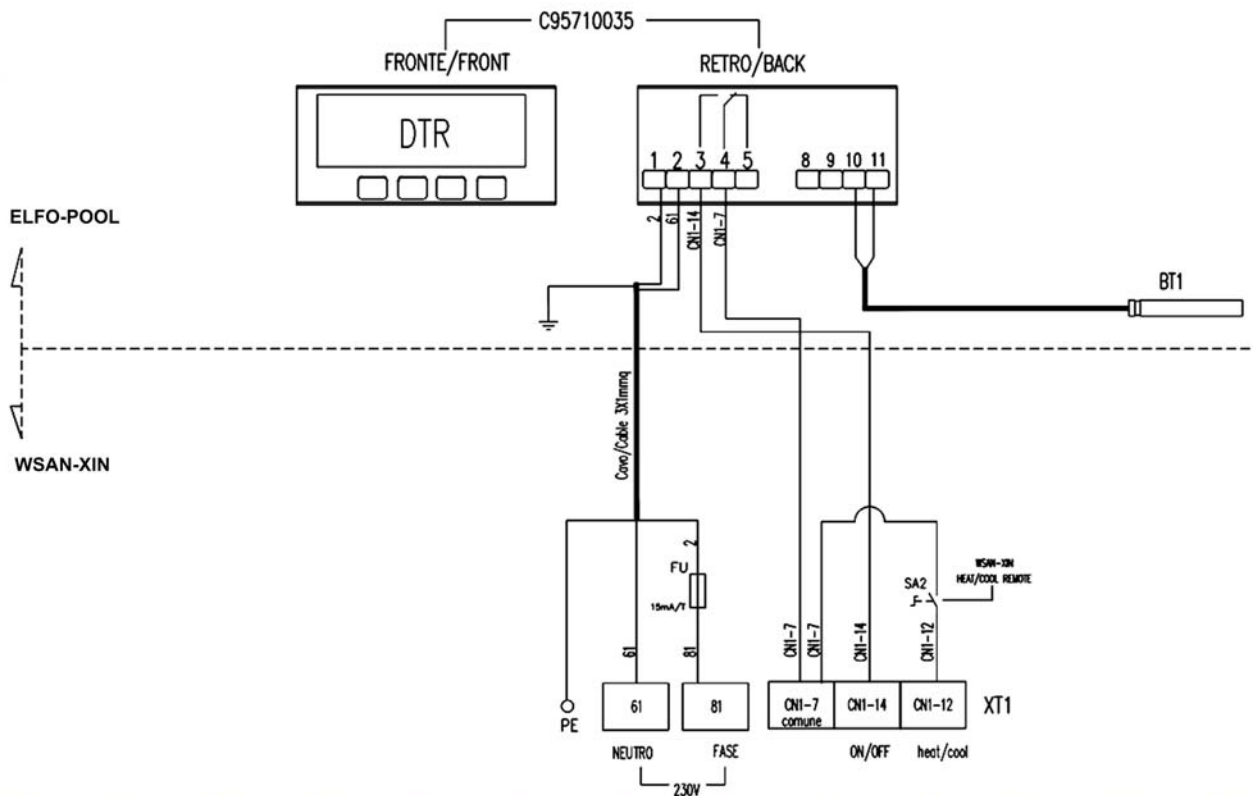 C95710035
FRONTE/FRONT
RETRO/BACK
DTR
1 2 3 4 5 8 9 10 11
2
61
CN1-14
CN1-7
ELFO-POOL
BT1
WSAN-XIN
Cavo/Cable 3X1mmq
2
FU
15mA/T
61
81
CN1-7
CN1-7
CN1-14
CN1-12
SA2
WSAN-XIN
HEAT/COOL REMOTE
PE
61
81
CN1-7
comune
CN1-14
CN1-12
XT1
NEUTRO
FASE
ON/OFF
heat/cool
230V